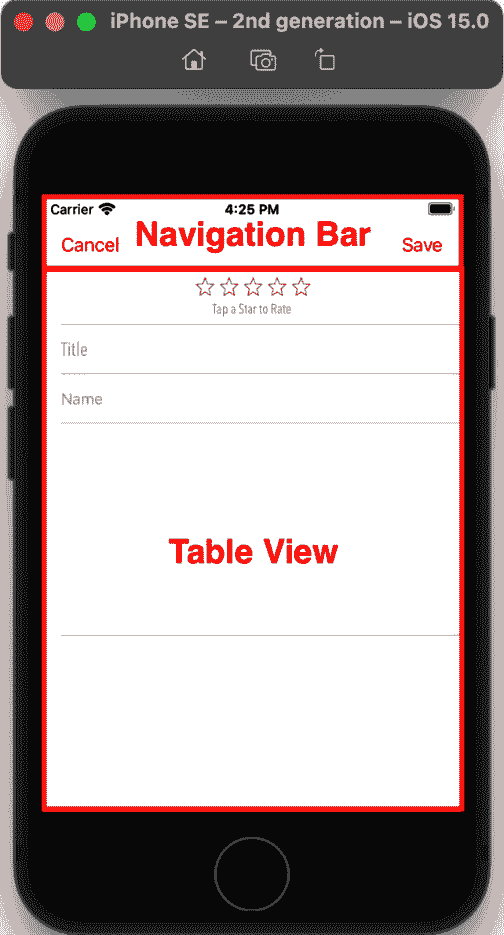 iPhone SE – 2nd generation – iOS 15.0
Carrier 4:25 PM
Cancel Navigation Bar Save
Tap a Star to Rate
Title
Name
Table View